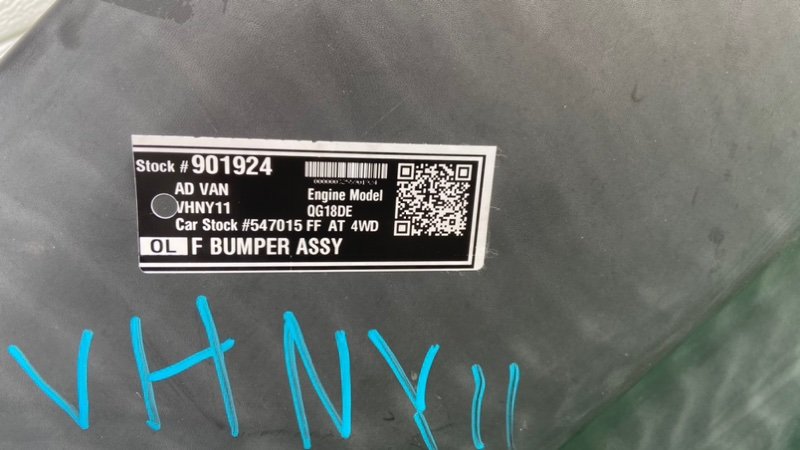 Stock # 901924
AD VAN
VHNY11
Engine Model
QG18DE
Car Stock #547015 FF AT 4WD
OL F BUMPER ASSY
VHNY11